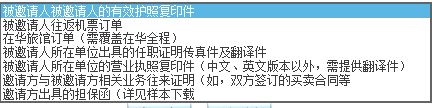 被邀请人被邀请人的有效护照复印件
被邀请人往返机票订单
在华旅馆订单（需覆盖在华全程）
被邀请人所在单位出具的任职证明传真件及翻译件
被邀请人所在单位的营业执照复印件（中文、英文版本以外，需提供翻译件）
邀请方与被邀请方相关业务往来证明（如，双方签订的买卖合同等
邀请方出具的担保函（详见样本下载